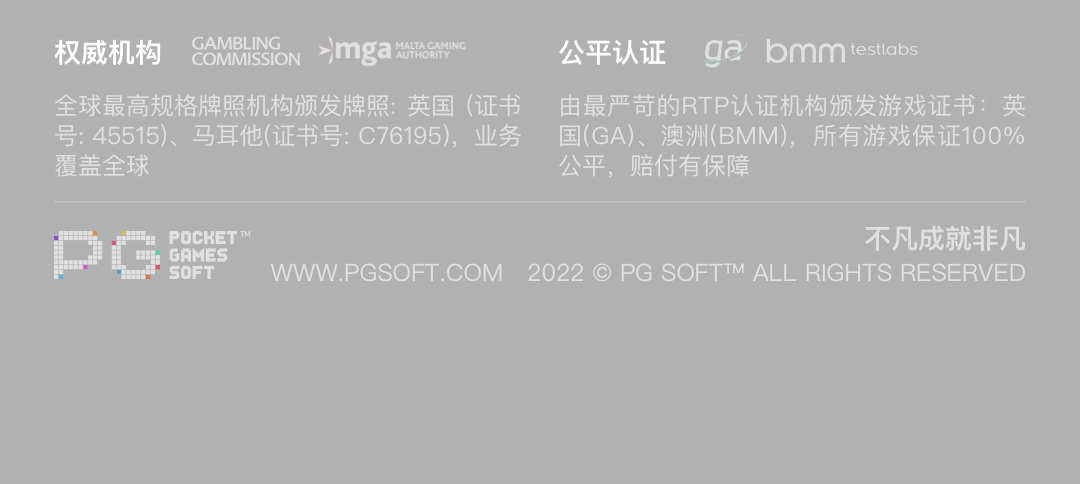 权威机构
GAMBLING
COMMISSION
mga MALTA GAMING
AUTHORITY
全球最高规格牌照机构颁发牌照: 英国 (证书
号: 45515)、马耳他(证书号: C76195)，业务
覆盖全球
公平认证
ga
bmm testlabs
由最严苛的RTP认证机构颁发游戏证书：英
国(GA)、澳洲(BMM)，所有游戏保证100%
公平，赔付有保障
PG
POCKET™
GAMES
SOFT
不凡成就非凡
WWW.PGSOFT.COM 2022 © PG SOFT™ ALL RIGHTS RESERVED